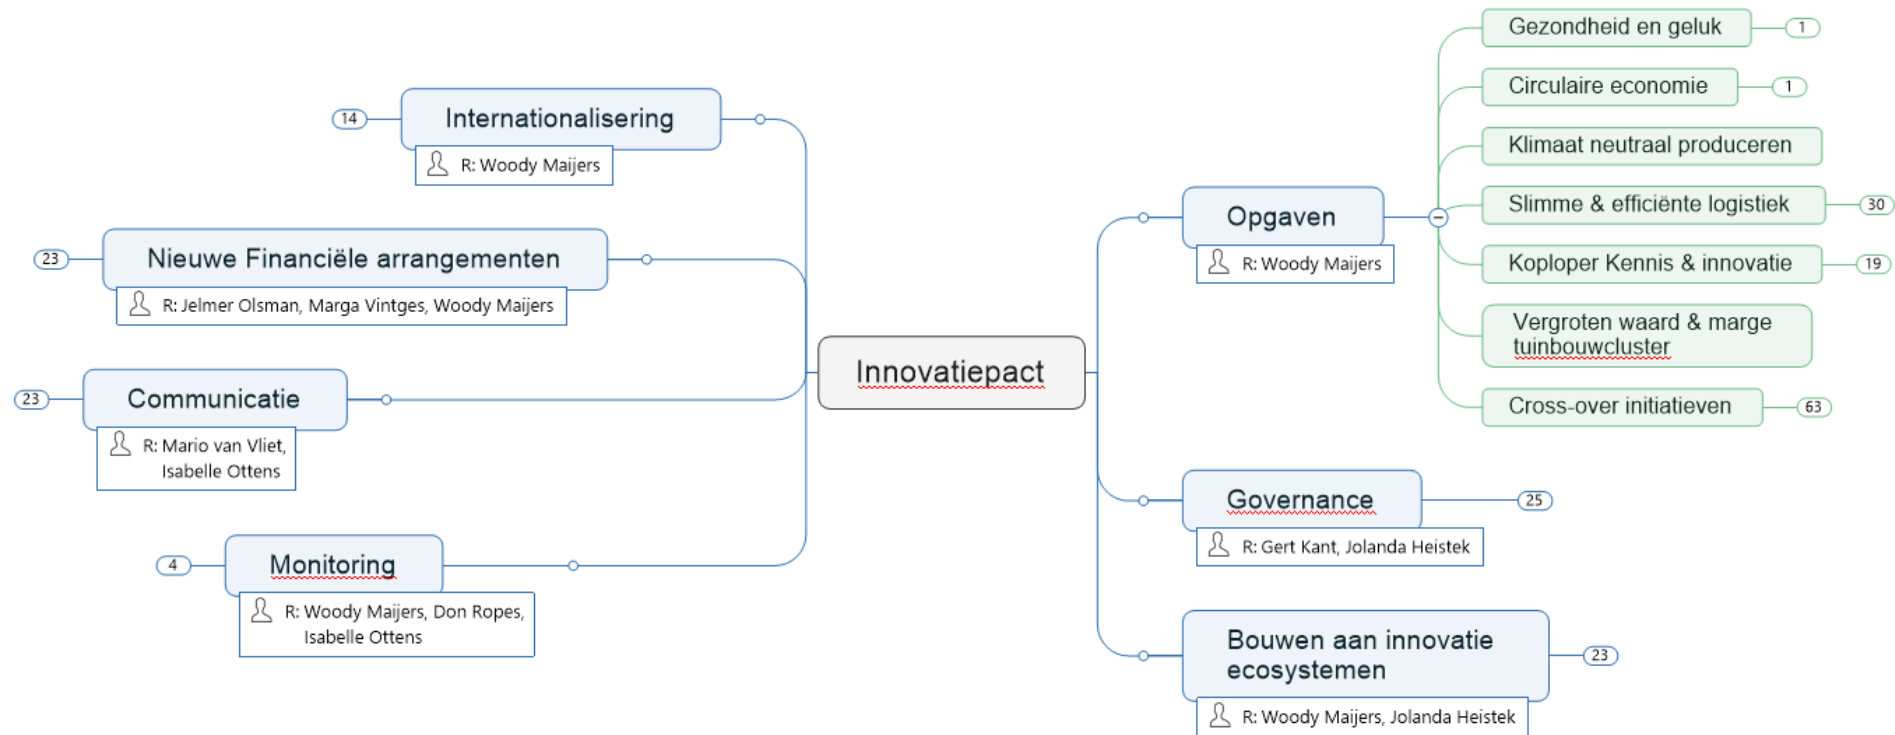 Internationalisering
14
R: Woody Maijers
Nieuwe Financiële arrangementen
23
R: Jelmer Olsman, Marga Vintges, Woody Maijers
Communicatie
23
R: Mario van Vliet,
Isabelle Ottens
Monitoring
4
R: Woody Maijers, Don Ropes,
Isabelle Ottens
Innovatiepact
Opgaven
R: Woody Maijers
Gezondheid en geluk
1
Circulaire economie
1
Klimaat neutraal produceren
Slimme & efficiënte logistiek
30
Koploper Kennis & innovatie
19
Vergroten waard & marge
tuinbouwcluster
Cross-over initiatieven
63
Governance
25
R: Gert Kant, Jolanda Heistek
Bouwen aan innovatie
ecosystemen
23
R: Woody Maijers, Jolanda Heistek